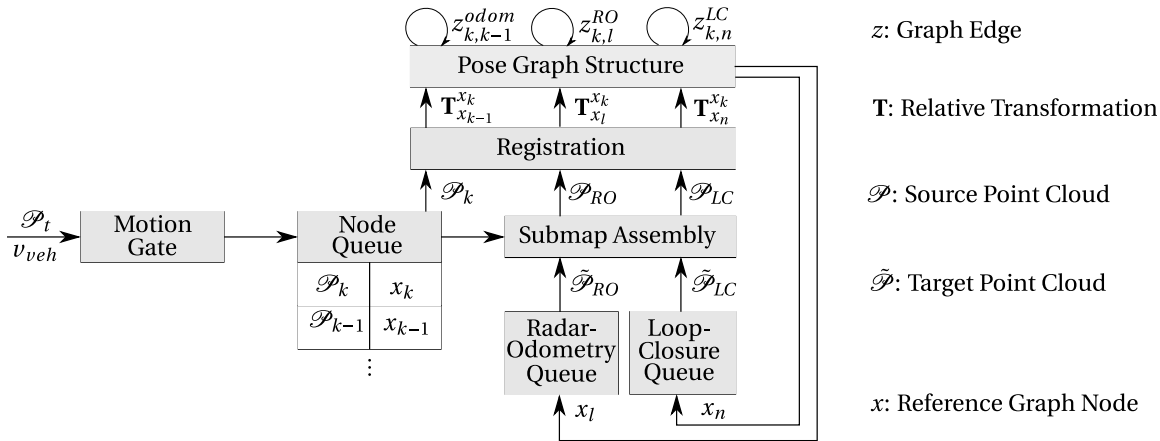 z^{odom}_{k,k-1} z^{RO}_{k,l} z^{LC}_{k,n}
Pose Graph Structure
T^{x_k}_{x_{k-1}} T^{x_k}_{x_l} T^{x_k}_{x_n}
Registration
𝒫_k 𝒫_{RO} 𝒫_{LC}
𝒫_t
v_{veh}
Motion
Gate
Node
Queue
𝒫_k x_k
𝒫_{k-1} x_{k-1}
⋮
Submap Assembly
𝒫̃_{RO} 𝒫̃_{LC}
Radar-
Odometry
Queue
Loop-
Closure
Queue
x_l x_n
z: Graph Edge
T: Relative Transformation
𝒫: Source Point Cloud
𝒫̃: Target Point Cloud
x: Reference Graph Node